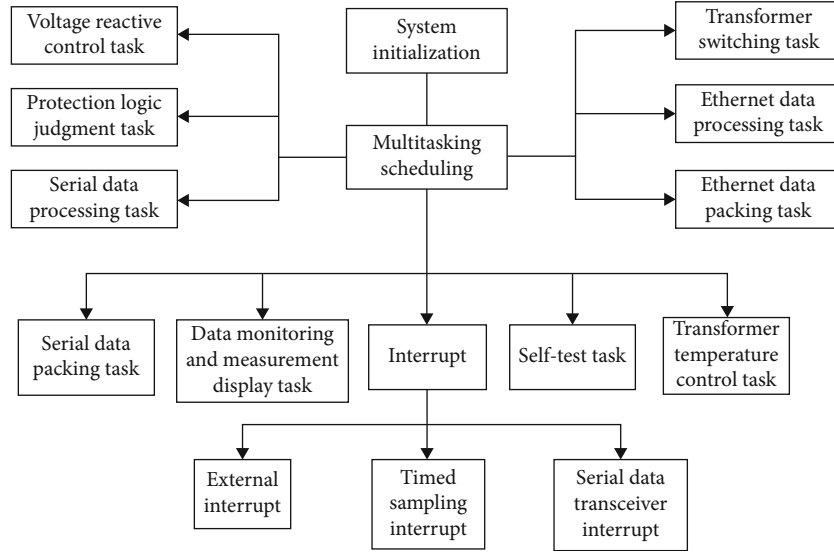 Voltage reactive
control task
System
initialization
Transformer
switching task
Protection logic
judgment task
Multitasking
scheduling
Ethernet data
processing task
Serial data
processing task
Ethernet data
packing task
Serial data
packing task
Data monitoring
and measurement
display task
Interrupt
Self-test task
Transformer
temperature
control task
External
interrupt
Timed
sampling
interrupt
Serial data
transceiver
interrupt